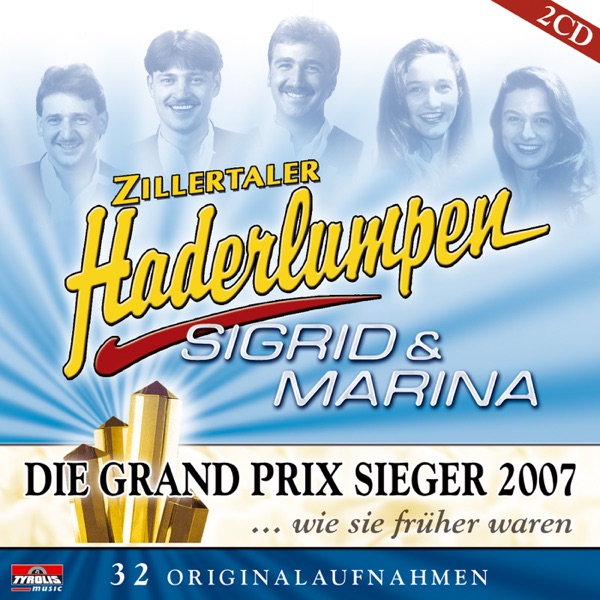 2CD
ZILLERTALER
Haderlumpen
SIGRID &
MARINA
DIE GRAND PRIX SIEGER 2007
... wie sie früher waren
TYROLIS
music
32 ORIGINALAUFNAHMEN